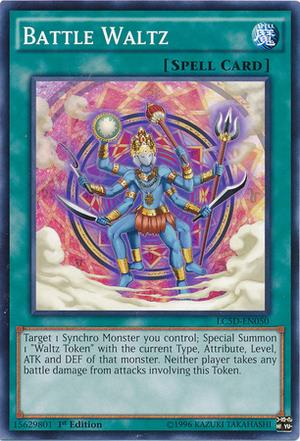 BATTLE WALTZ
[SPELL CARD]
LC5D-EN050
Target 1 Synchro Monster you control; Special Summon
1 "Waltz Token" with the current Type, Attribute, Level,
ATK and DEF of that monster. Neither player takes any
battle damage from attacks involving this Token.
15629801 1st Edition ©1996 KAZUKI TAKAHASHI